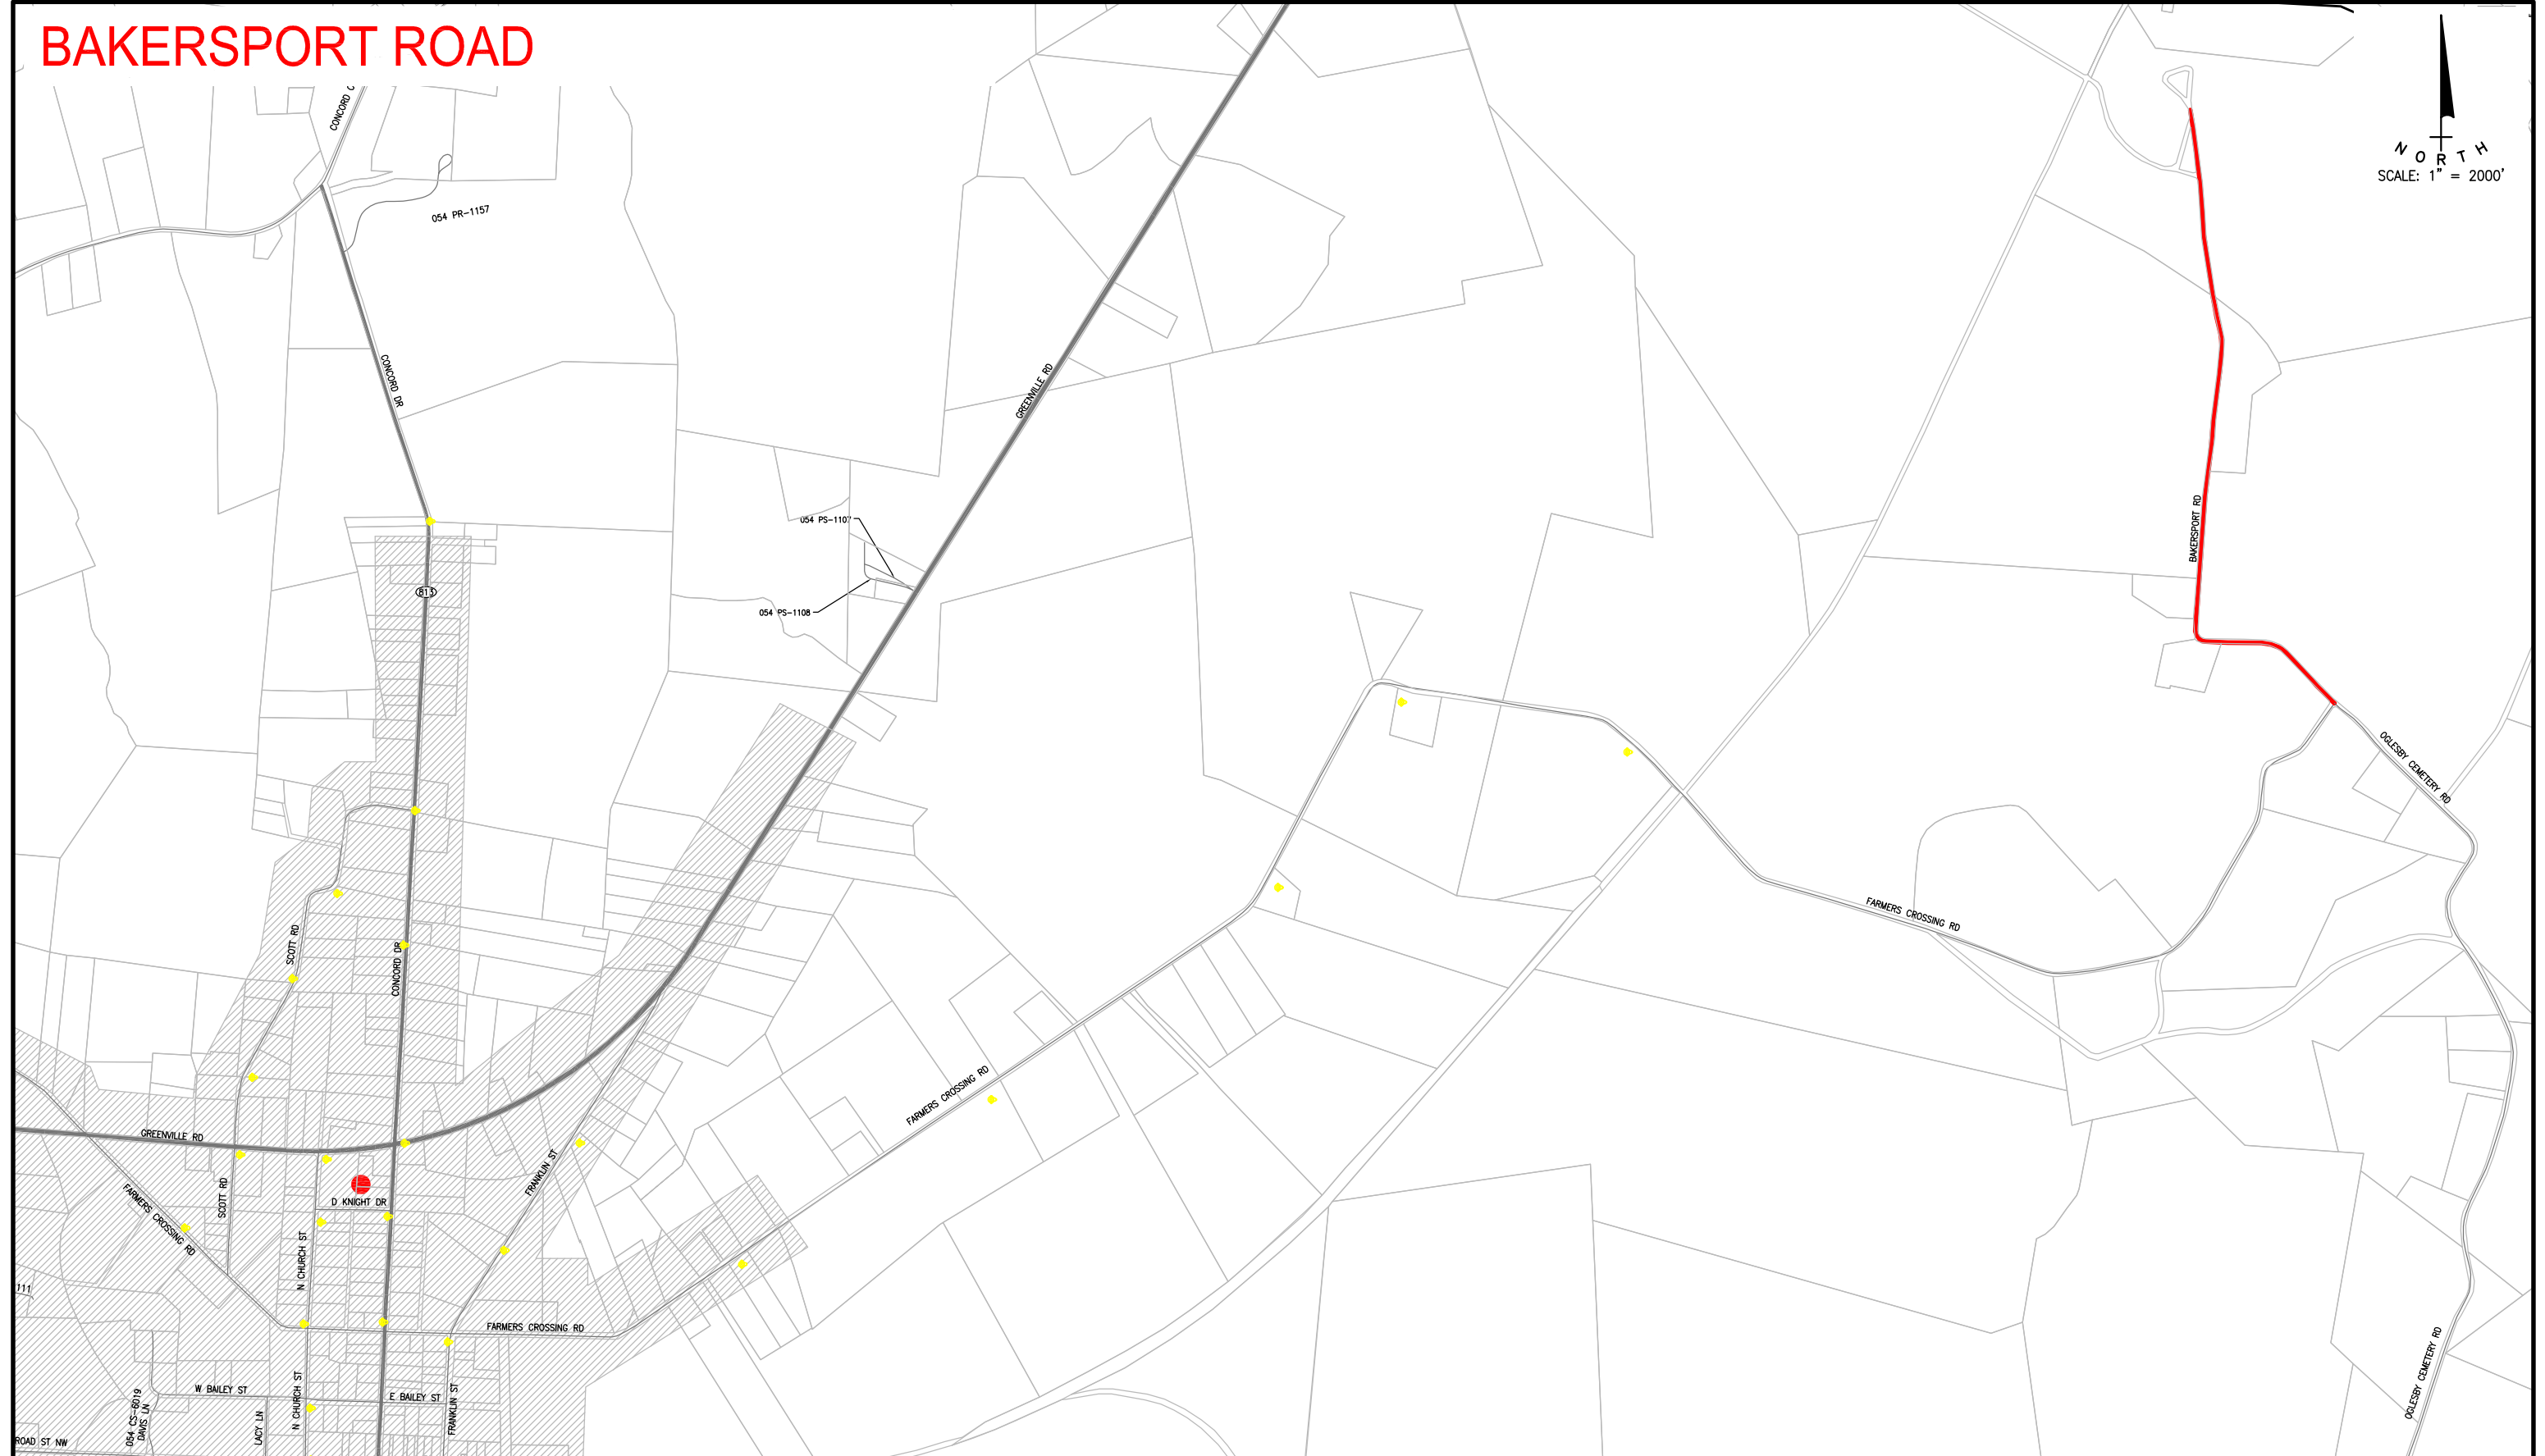 BAKERSPORT ROAD
NORTH
SCALE: 1" = 2000'
054 PR-1157
CONCORD DR
GREENVILLE RD
054 PS-1107
BAKERSPORT RD
054 PS-1108
OGLESBY CEMETERY RD
SCOTT RD
CONCORD DR
FARMERS CROSSING RD
FARMERS CROSSING RD
GREENVILLE RD
FRANKLIN ST
SCOTT RD
D KNIGHT DR
FARMERS CROSSING RD
N CHURCH ST
111
FARMERS CROSSING RD
OGLESBY CEMETERY RD
W BAILEY ST
E BAILEY ST
N CHURCH ST
FRANKLIN ST
054 CS-6019
DAVIS LN
LACY LN
ROAD ST NW